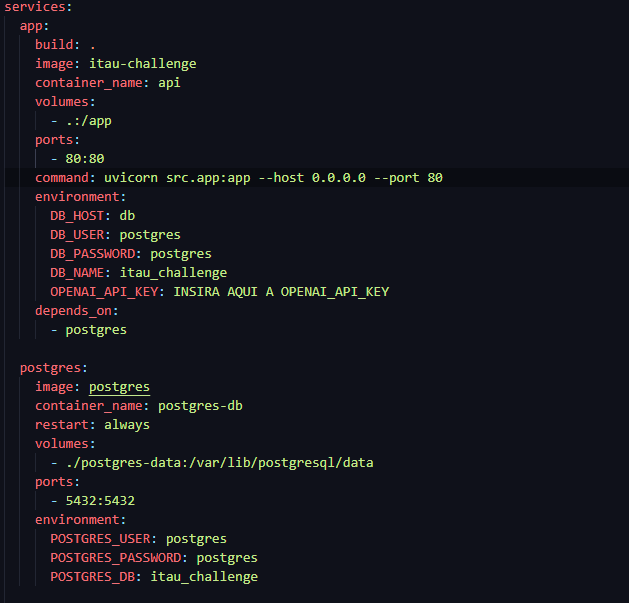 services:
  app:
    build: .
    image: itau-challenge
    container_name: api
    volumes:
      - .:/app
    ports:
      - 80:80
    command: uvicorn src.app:app --host 0.0.0.0 --port 80
    environment:
      DB_HOST: db
      DB_USER: postgres
      DB_PASSWORD: postgres
      DB_NAME: itau_challenge
      OPENAI_API_KEY: INSIRA AQUI A OPENAI_API_KEY
    depends_on:
      - postgres

  postgres:
    image: postgres
    container_name: postgres-db
    restart: always
    volumes:
      - ./postgres-data:/var/lib/postgresql/data
    ports:
      - 5432:5432
    environment:
      POSTGRES_USER: postgres
      POSTGRES_PASSWORD: postgres
      POSTGRES_DB: itau_challenge